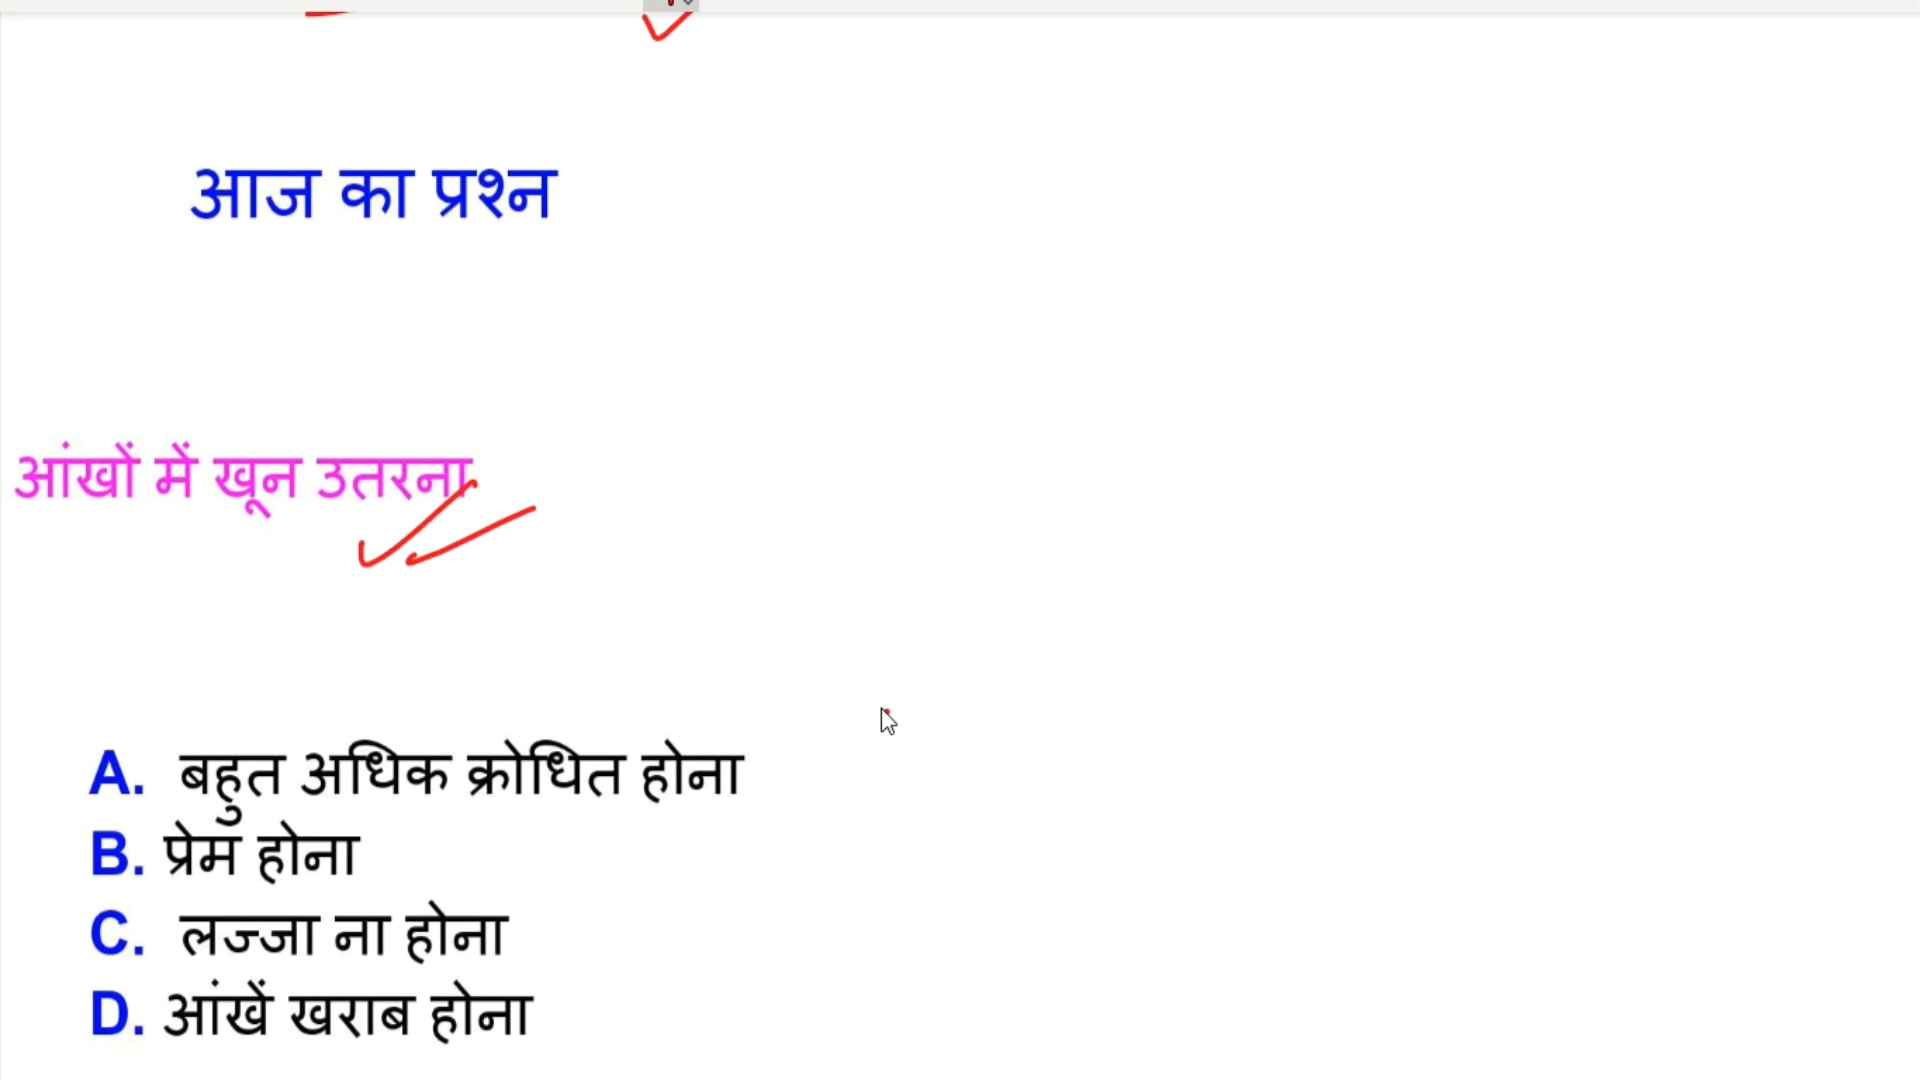 आज का प्रश्न
आंखों में खून उतरना
A. बहुत अधिक क्रोधित होना
B. प्रेम होना
C. लज्जा ना होना
D. आंखें खराब होना